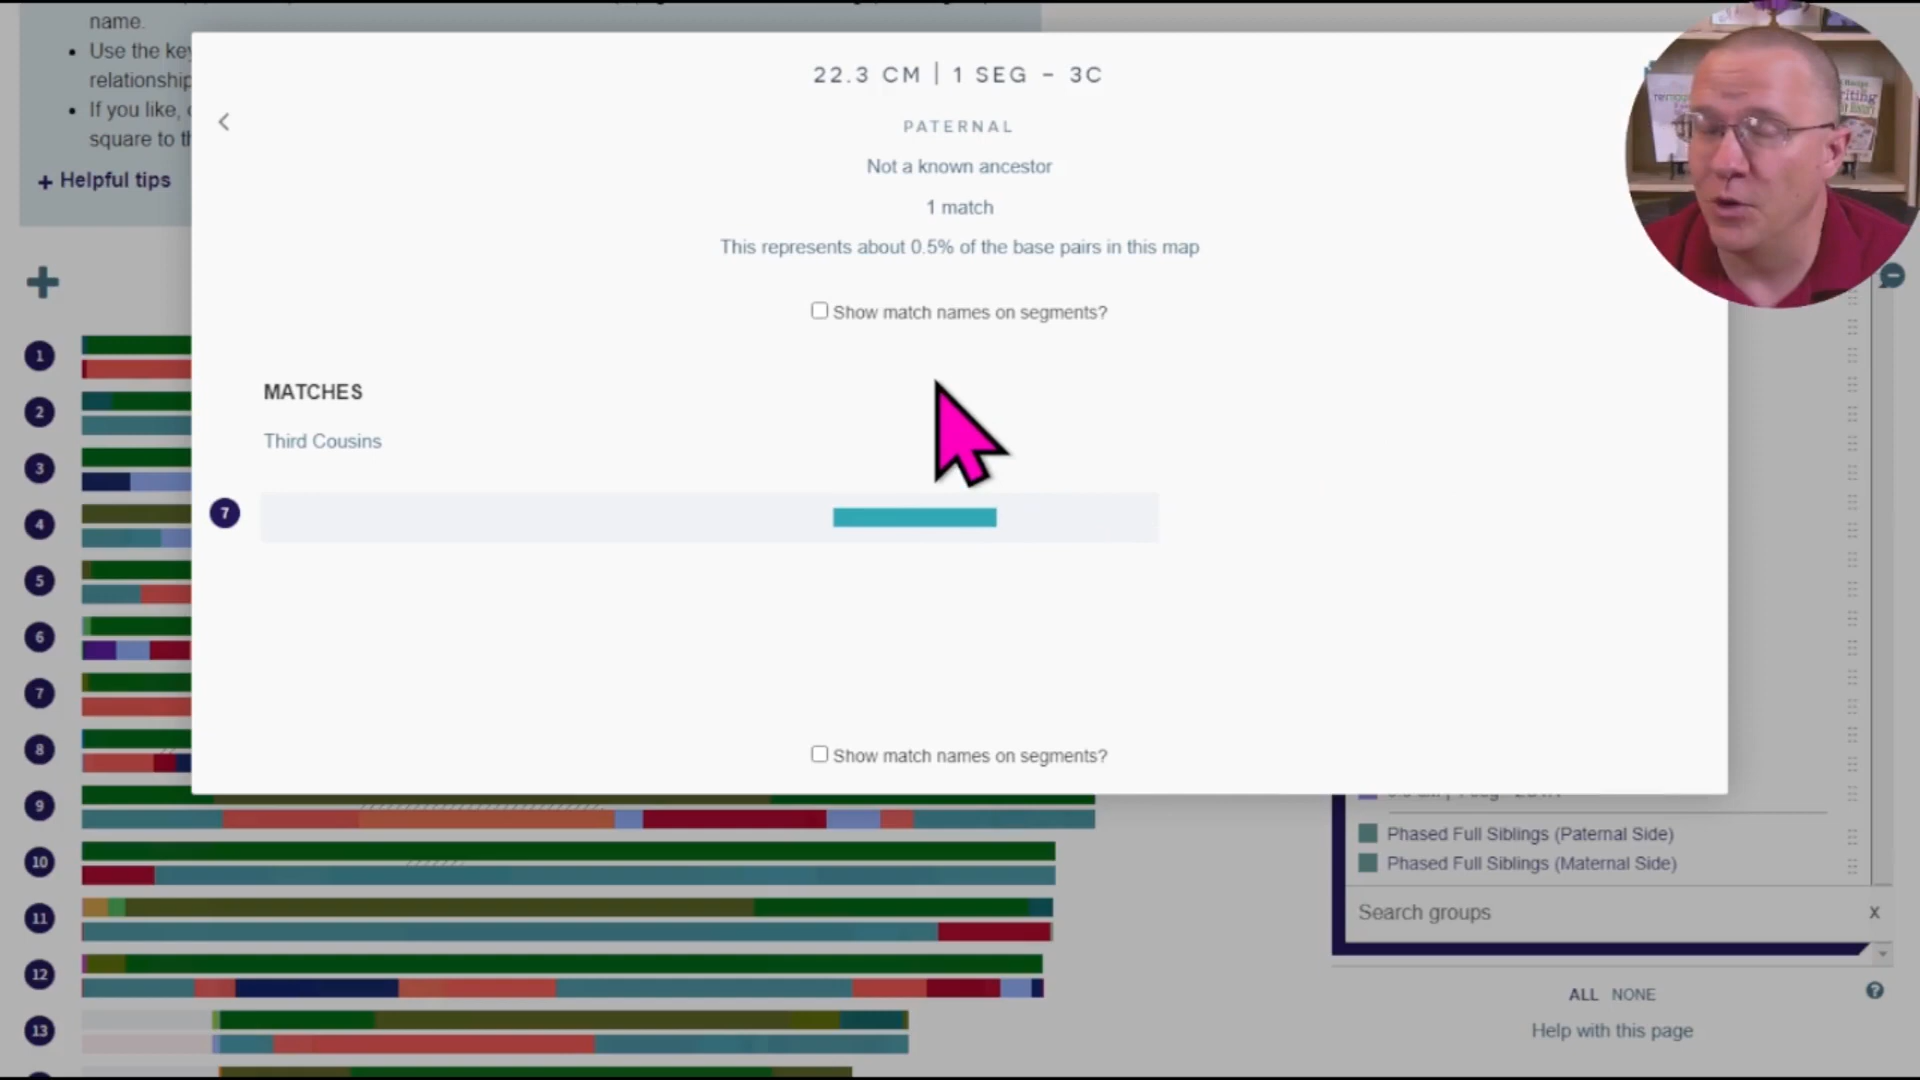 name.
Use the key
relationship
If you like,
square to th
+ Helpful tips
22.3 CM | 1 SEG – 3C
PATERNAL
Not a known ancestor
1 match
This represents about 0.5% of the base pairs in this map
Show match names on segments?
MATCHES
Third Cousins
7
Show match names on segments?
1
2
3
4
5
6
7
8
9
10
11
12
13
Phased Full Siblings (Paternal Side)
Phased Full Siblings (Maternal Side)
Search groups
x
ALL NONE
?
Help with this page